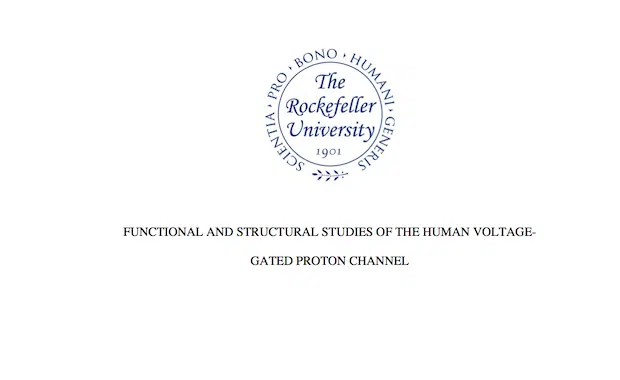 SCIENTIA • PRO • BONO • HUMANI • GENERIS
The
Rockefeller
University
1901
FUNCTIONAL AND STRUCTURAL STUDIES OF THE HUMAN VOLTAGE-
GATED PROTON CHANNEL